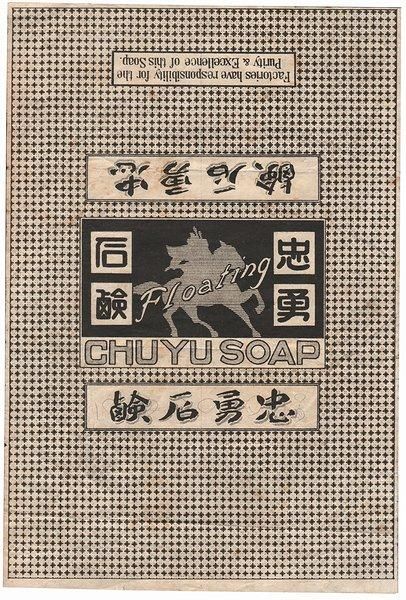 Factories have responsibility for the
Purity & Excellence of this Soap.
忠勇石鹸
忠勇
石鹸
Floating
CHUYU SOAP
忠勇石鹸